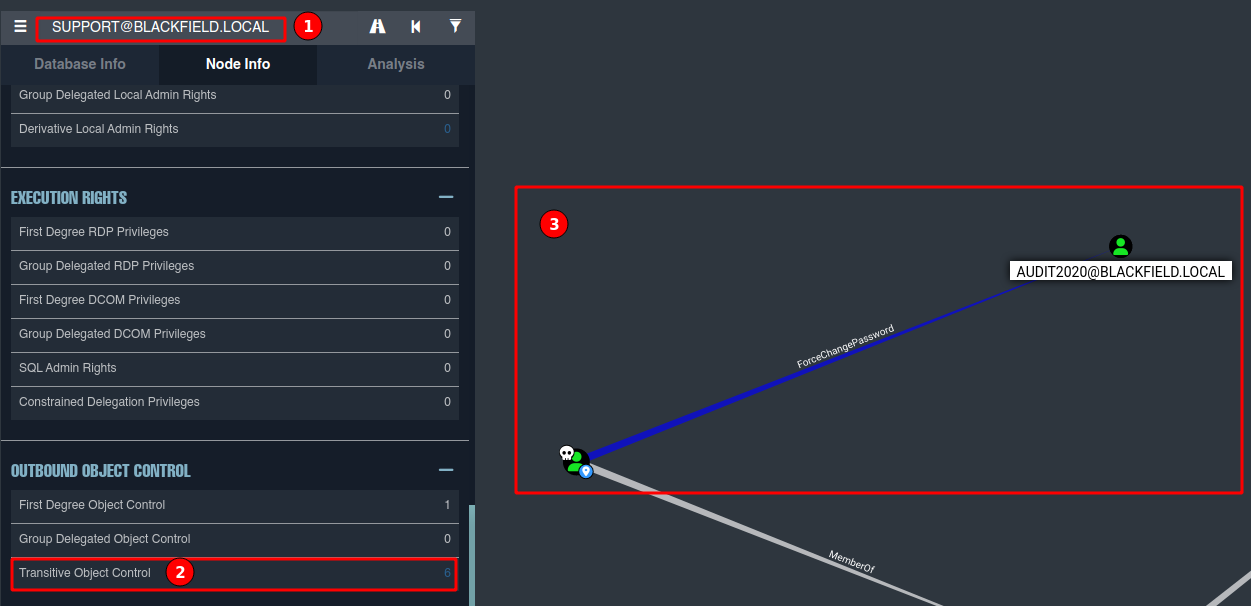 SUPPORT@BLACKFIELD.LOCAL
1
Database Info
Node Info
Analysis
Group Delegated Local Admin Rights 0
Derivative Local Admin Rights 0
EXECUTION RIGHTS
First Degree RDP Privileges 0
Group Delegated RDP Privileges 0
First Degree DCOM Privileges 0
Group Delegated DCOM Privileges 0
SQL Admin Rights 0
Constrained Delegation Privileges 0
OUTBOUND OBJECT CONTROL
First Degree Object Control 1
Group Delegated Object Control 0
Transitive Object Control 2 6
3
AUDIT2020@BLACKFIELD.LOCAL
ForceChangePassword
MemberOf